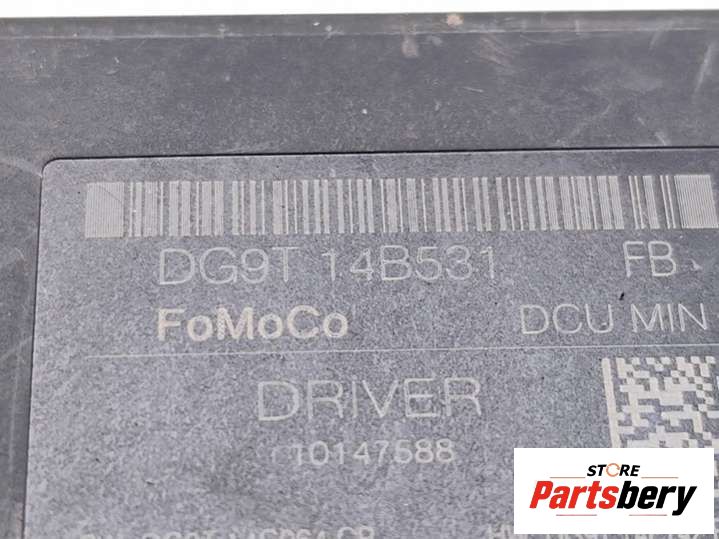 DG9T 14B531 FB
FoMoCo DCU MIN
DRIVER
10147588
STORE
Partsbery